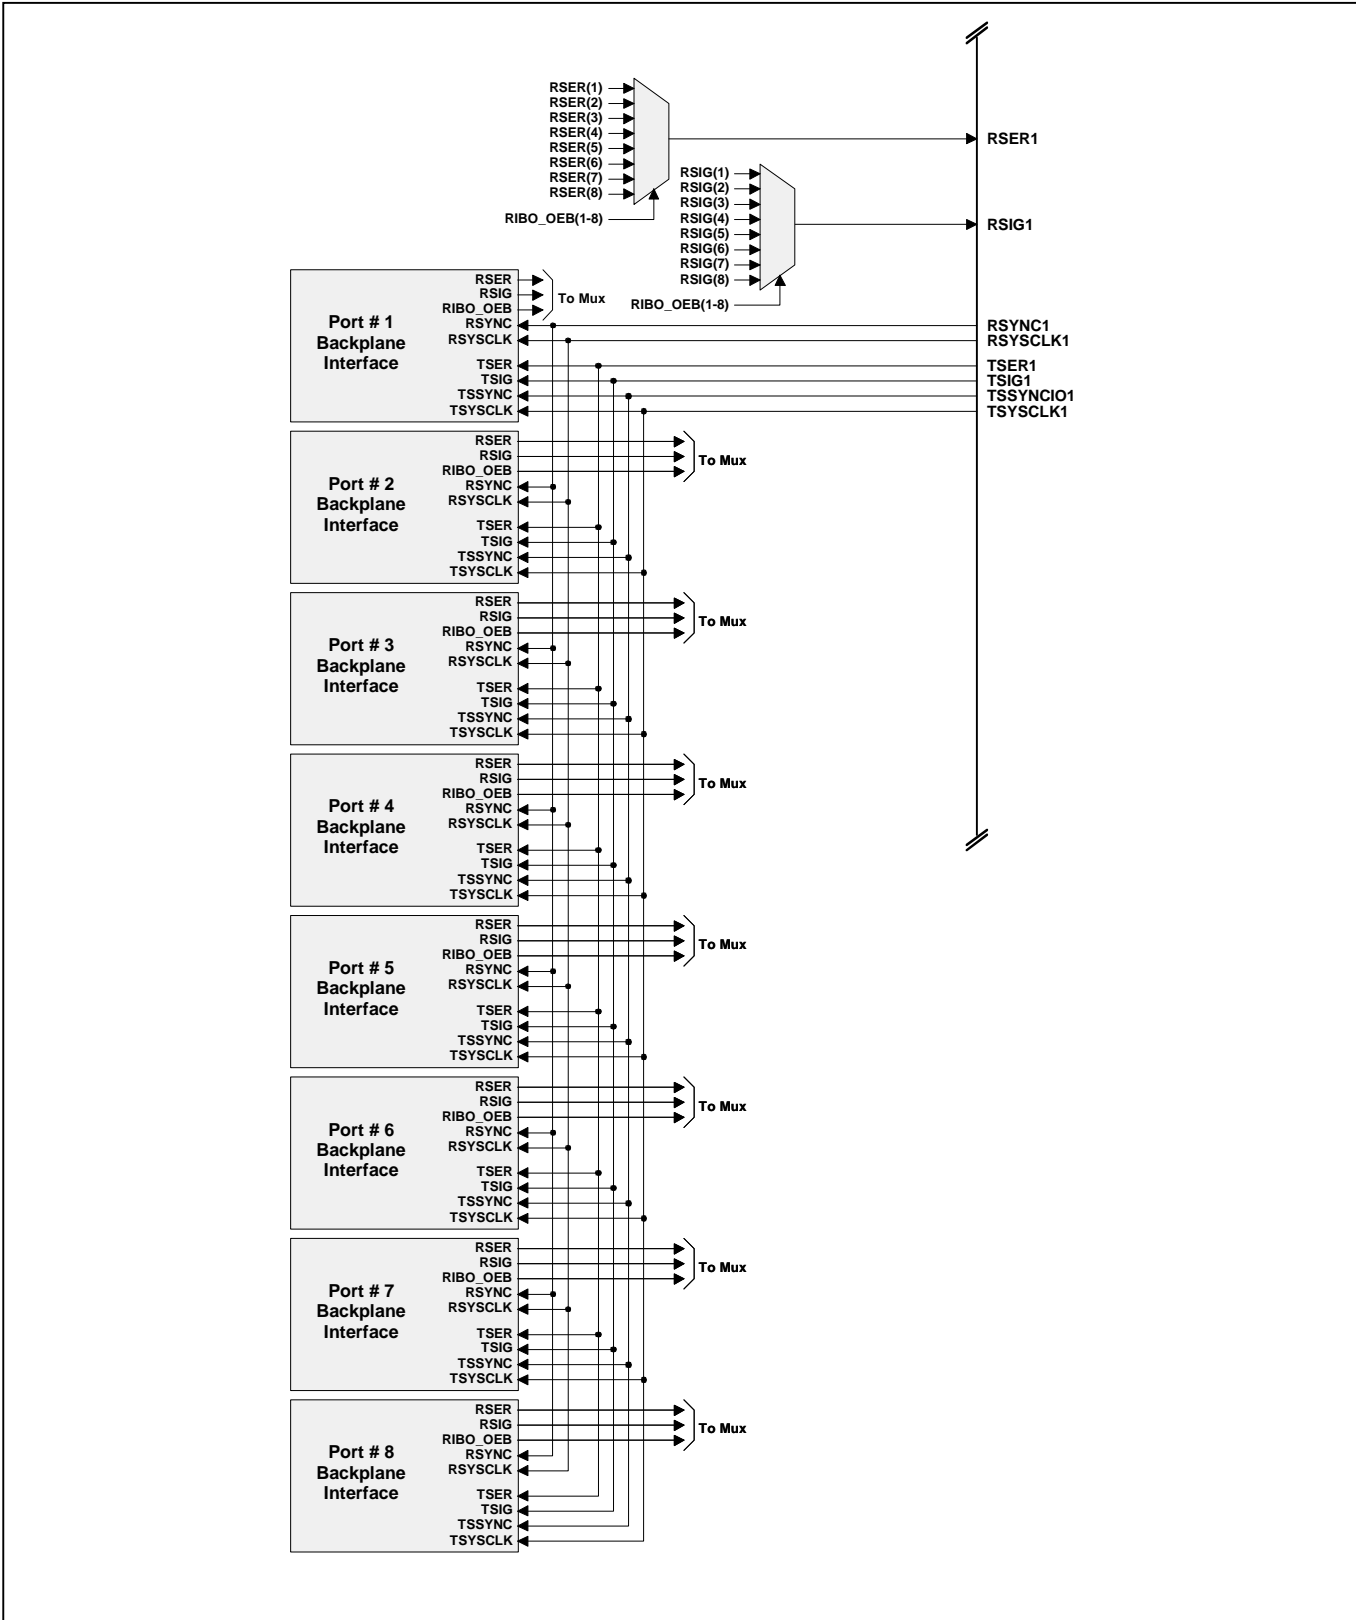 RSER(1)
RSER(2)
RSER(3)
RSER(4)
RSER(5)
RSER(6)
RSER(7)
RSER(8)
RIBO_OEB(1-8)
RSER1
RSIG(1)
RSIG(2)
RSIG(3)
RSIG(4)
RSIG(5)
RSIG(6)
RSIG(7)
RSIG(8)
RIBO_OEB(1-8)
RSIG1
RSYNC1
RSYSCLK1
TSER1
TSIG1
TSSYNCIO1
TSYSCLK1
Port # 1
Backplane
Interface
RSER
RSIG
RIBO_OEB
RSYNC
RSYSCLK
TSER
TSIG
TSSYNC
TSYSCLK
To Mux
Port # 2
Backplane
Interface
RSER
RSIG
RIBO_OEB
RSYNC
RSYSCLK
TSER
TSIG
TSSYNC
TSYSCLK
To Mux
Port # 3
Backplane
Interface
RSER
RSIG
RIBO_OEB
RSYNC
RSYSCLK
TSER
TSIG
TSSYNC
TSYSCLK
To Mux
Port # 4
Backplane
Interface
RSER
RSIG
RIBO_OEB
RSYNC
RSYSCLK
TSER
TSIG
TSSYNC
TSYSCLK
To Mux
Port # 5
Backplane
Interface
RSER
RSIG
RIBO_OEB
RSYNC
RSYSCLK
TSER
TSIG
TSSYNC
TSYSCLK
To Mux
Port # 6
Backplane
Interface
RSER
RSIG
RIBO_OEB
RSYNC
RSYSCLK
TSER
TSIG
TSSYNC
TSYSCLK
To Mux
Port # 7
Backplane
Interface
RSER
RSIG
RIBO_OEB
RSYNC
RSYSCLK
TSER
TSIG
TSSYNC
TSYSCLK
To Mux
Port # 8
Backplane
Interface
RSER
RSIG
RIBO_OEB
RSYNC
RSYSCLK
TSER
TSIG
TSSYNC
TSYSCLK
To Mux